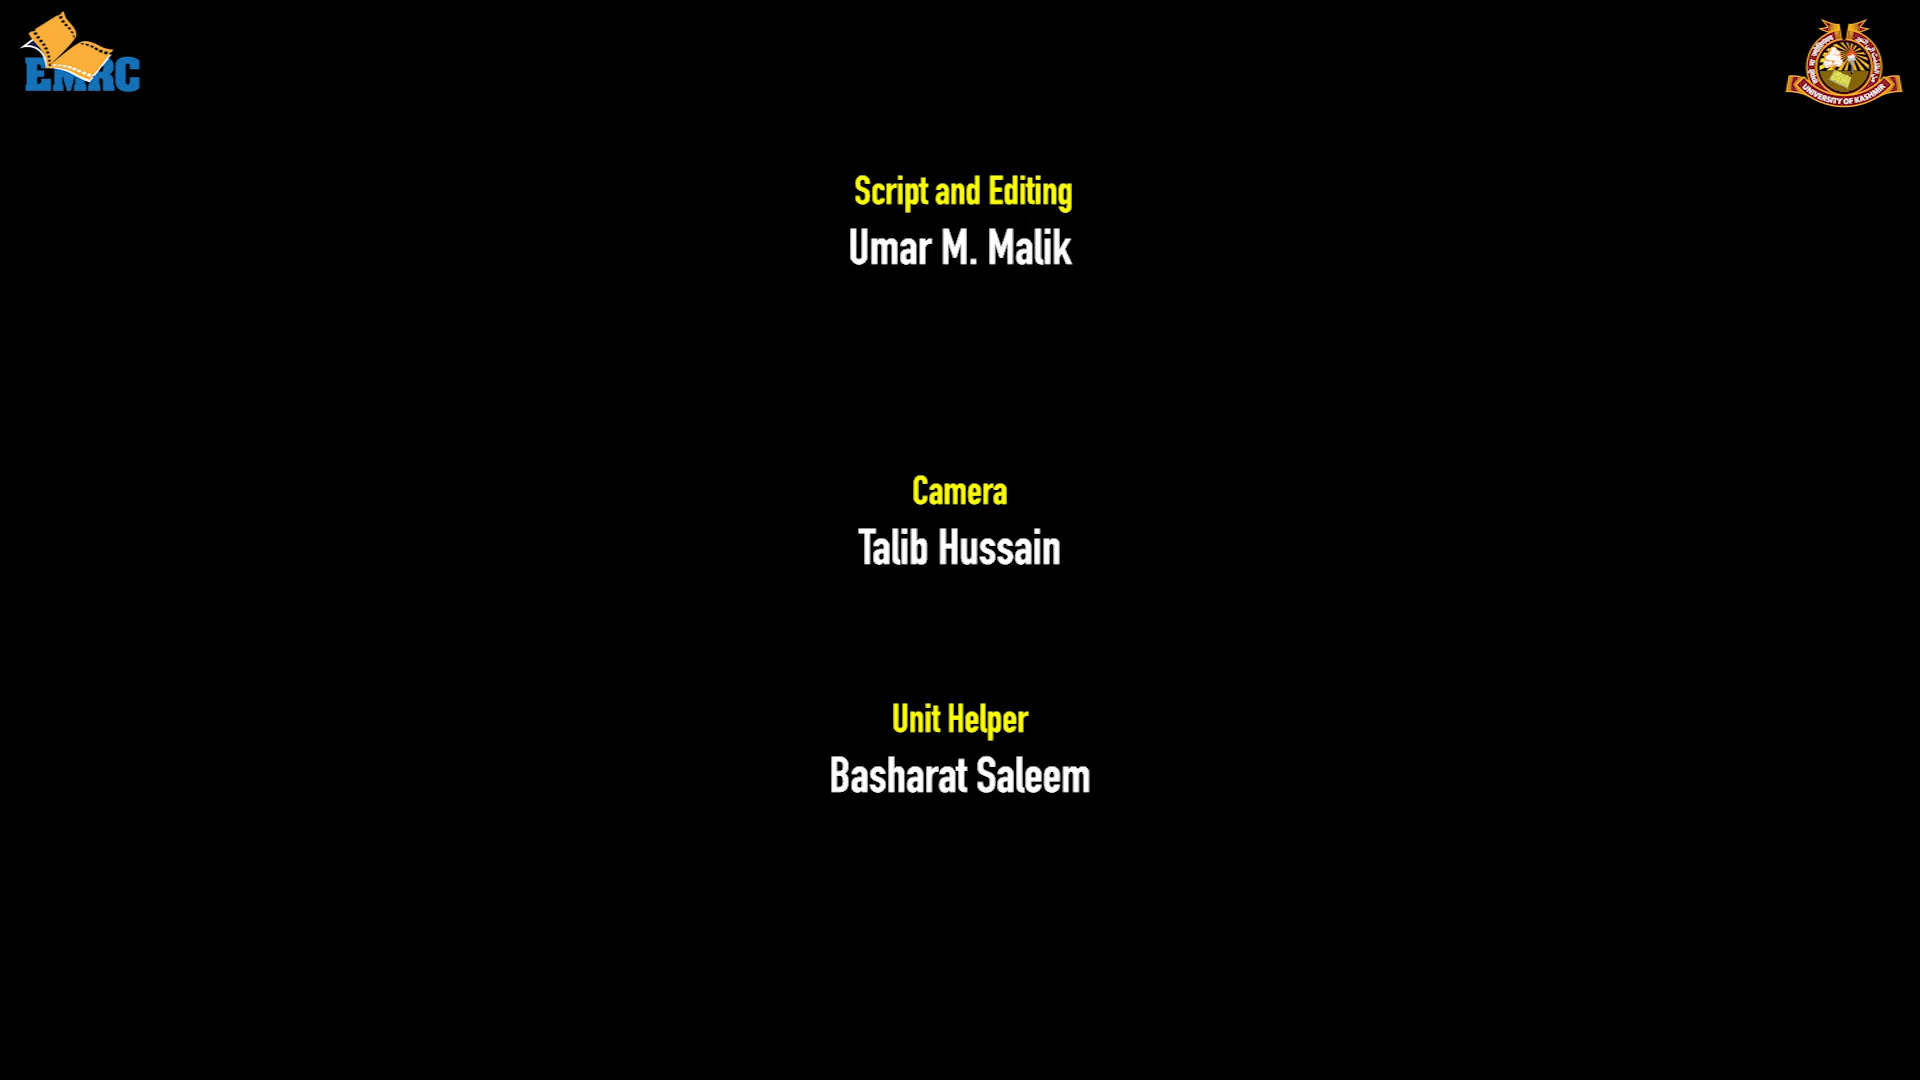 EMRC
UNIVERSITY OF KASHMIR
Script and Editing
Umar M. Malik
Camera
Talib Hussain
Unit Helper
Basharat Saleem